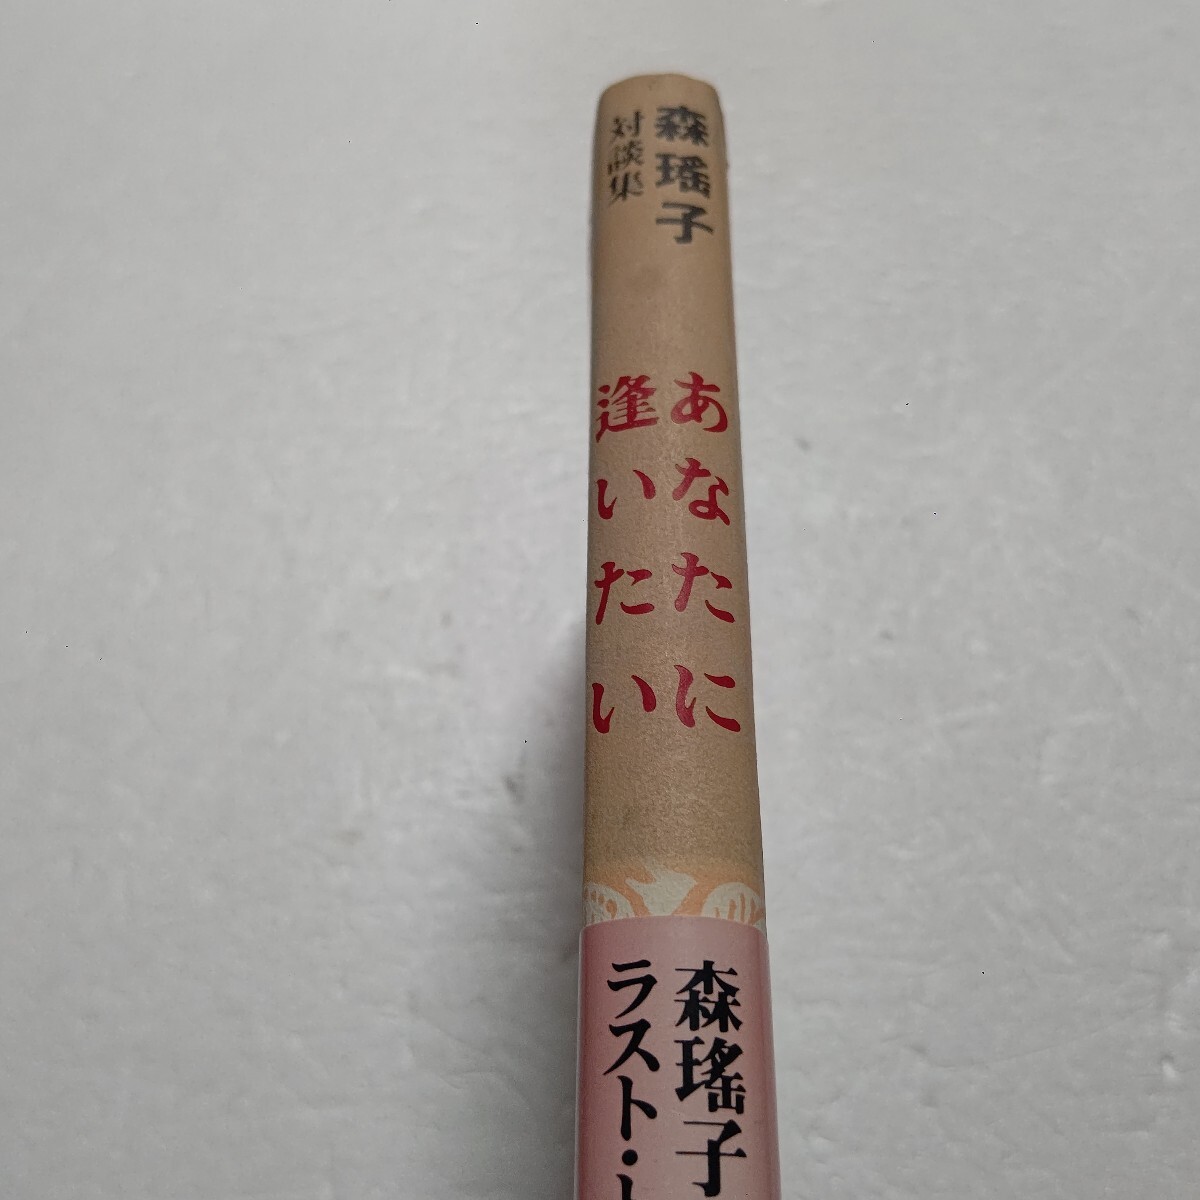 森瑶子
対談集
あなたに
逢いたい
森瑤子
ラスト・